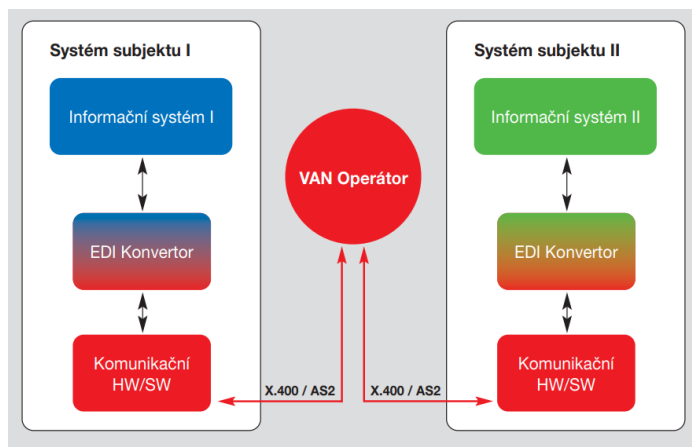 Systém subjektu I
Informační systém I
EDI Konvertor
Komunikační
HW/SW
VAN Operátor
X.400 / AS2
X.400 / AS2
Systém subjektu II
Informační systém II
EDI Konvertor
Komunikační
HW/SW